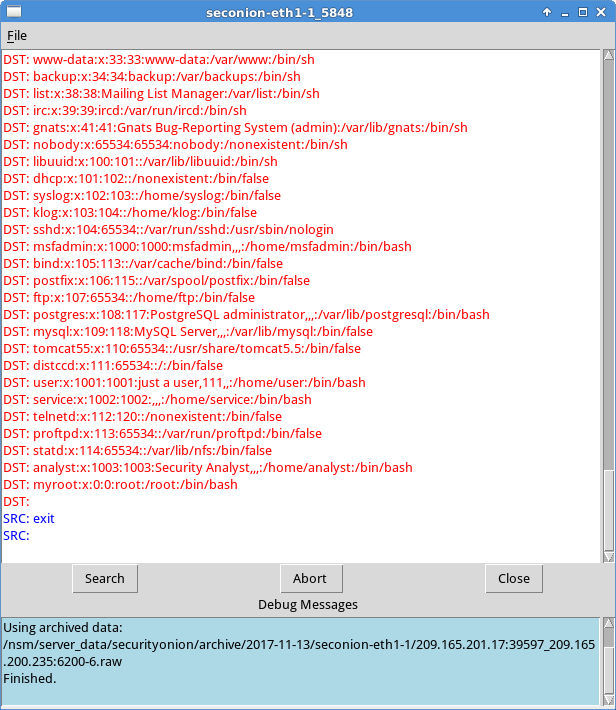 seconion-eth1-1_5848
File
DST: www-data:x:33:33:www-data:/var/www:/bin/sh
DST: backup:x:34:34:backup:/var/backups:/bin/sh
DST: list:x:38:38:Mailing List Manager:/var/list:/bin/sh
DST: irc:x:39:39:ircd:/var/run/ircd:/bin/sh
DST: gnats:x:41:41:Gnats Bug-Reporting System (admin):/var/lib/gnats:/bin/sh
DST: nobody:x:65534:65534:nobody:/nonexistent:/bin/sh
DST: libuuid:x:100:101::/var/lib/libuuid:/bin/sh
DST: dhcp:x:101:102::/nonexistent:/bin/false
DST: syslog:x:102:103::/home/syslog:/bin/false
DST: klog:x:103:104::/home/klog:/bin/false
DST: sshd:x:104:65534::/var/run/sshd:/usr/sbin/nologin
DST: msfadmin:x:1000:1000:msfadmin,,,:/home/msfadmin:/bin/bash
DST: bind:x:105:113::/var/cache/bind:/bin/false
DST: postfix:x:106:115::/var/spool/postfix:/bin/false
DST: ftp:x:107:65534::/home/ftp:/bin/false
DST: postgres:x:108:117:PostgreSQL administrator,,,:/var/lib/postgresql:/bin/bash
DST: mysql:x:109:118:MySQL Server,,,:/var/lib/mysql:/bin/false
DST: tomcat55:x:110:65534::/usr/share/tomcat5.5:/bin/false
DST: distccd:x:111:65534::/:/bin/false
DST: user:x:1001:1001:just a user,111,,:/home/user:/bin/bash
DST: service:x:1002:1002:,,,:/home/service:/bin/bash
DST: telnetd:x:112:120::/nonexistent:/bin/false
DST: proftpd:x:113:65534::/var/run/proftpd:/bin/false
DST: statd:x:114:65534::/var/lib/nfs:/bin/false
DST: analyst:x:1003:1003:Security Analyst,,,:/home/analyst:/bin/bash
DST: myroot:x:0:0:root:/root:/bin/bash
DST:
SRC: exit
SRC:
Search Abort Close
Debug Messages
Using archived data:
/nsm/server_data/securityonion/archive/2017-11-13/seconion-eth1-1/209.165.201.17:39597_209.165
.200.235:6200-6.raw
Finished.